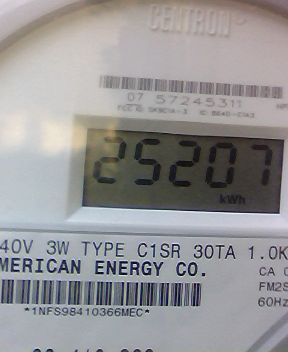 CENTRON®
07 57245311
25207
kWh
40V 3W TYPE C1SR 30TA 1.0K
MERICAN ENERGY CO.
CA 0
FM2S
60Hz
*1NFS98410366MEC*